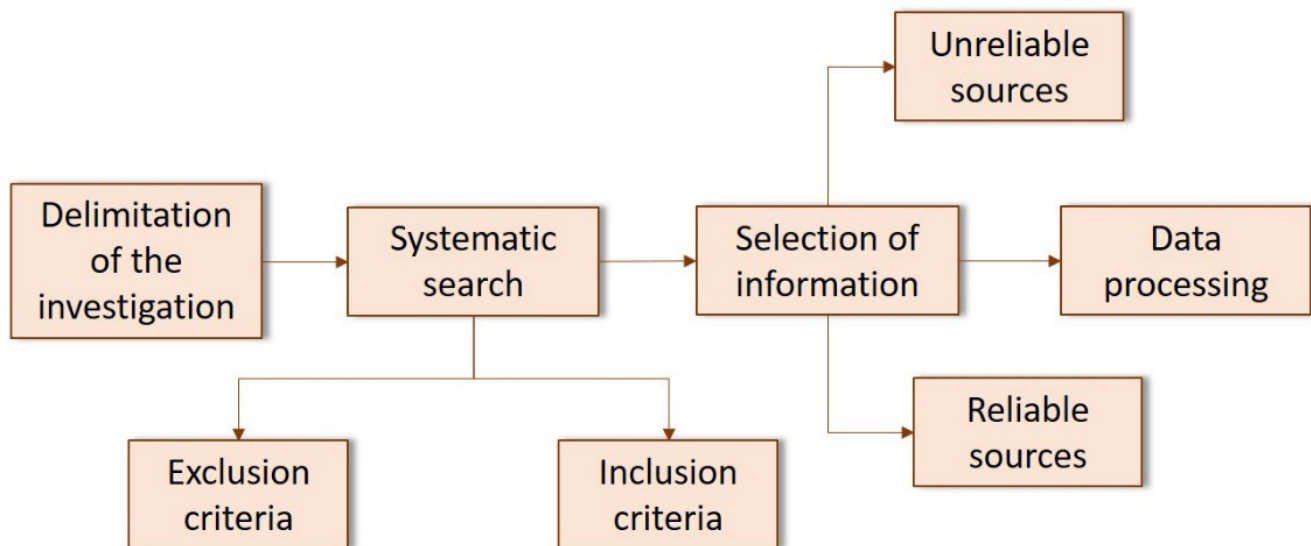 Unreliable
sources
Delimitation
of the
investigation
Systematic
search
Selection of
information
Data
processing
Reliable
sources
Exclusion
criteria
Inclusion
criteria